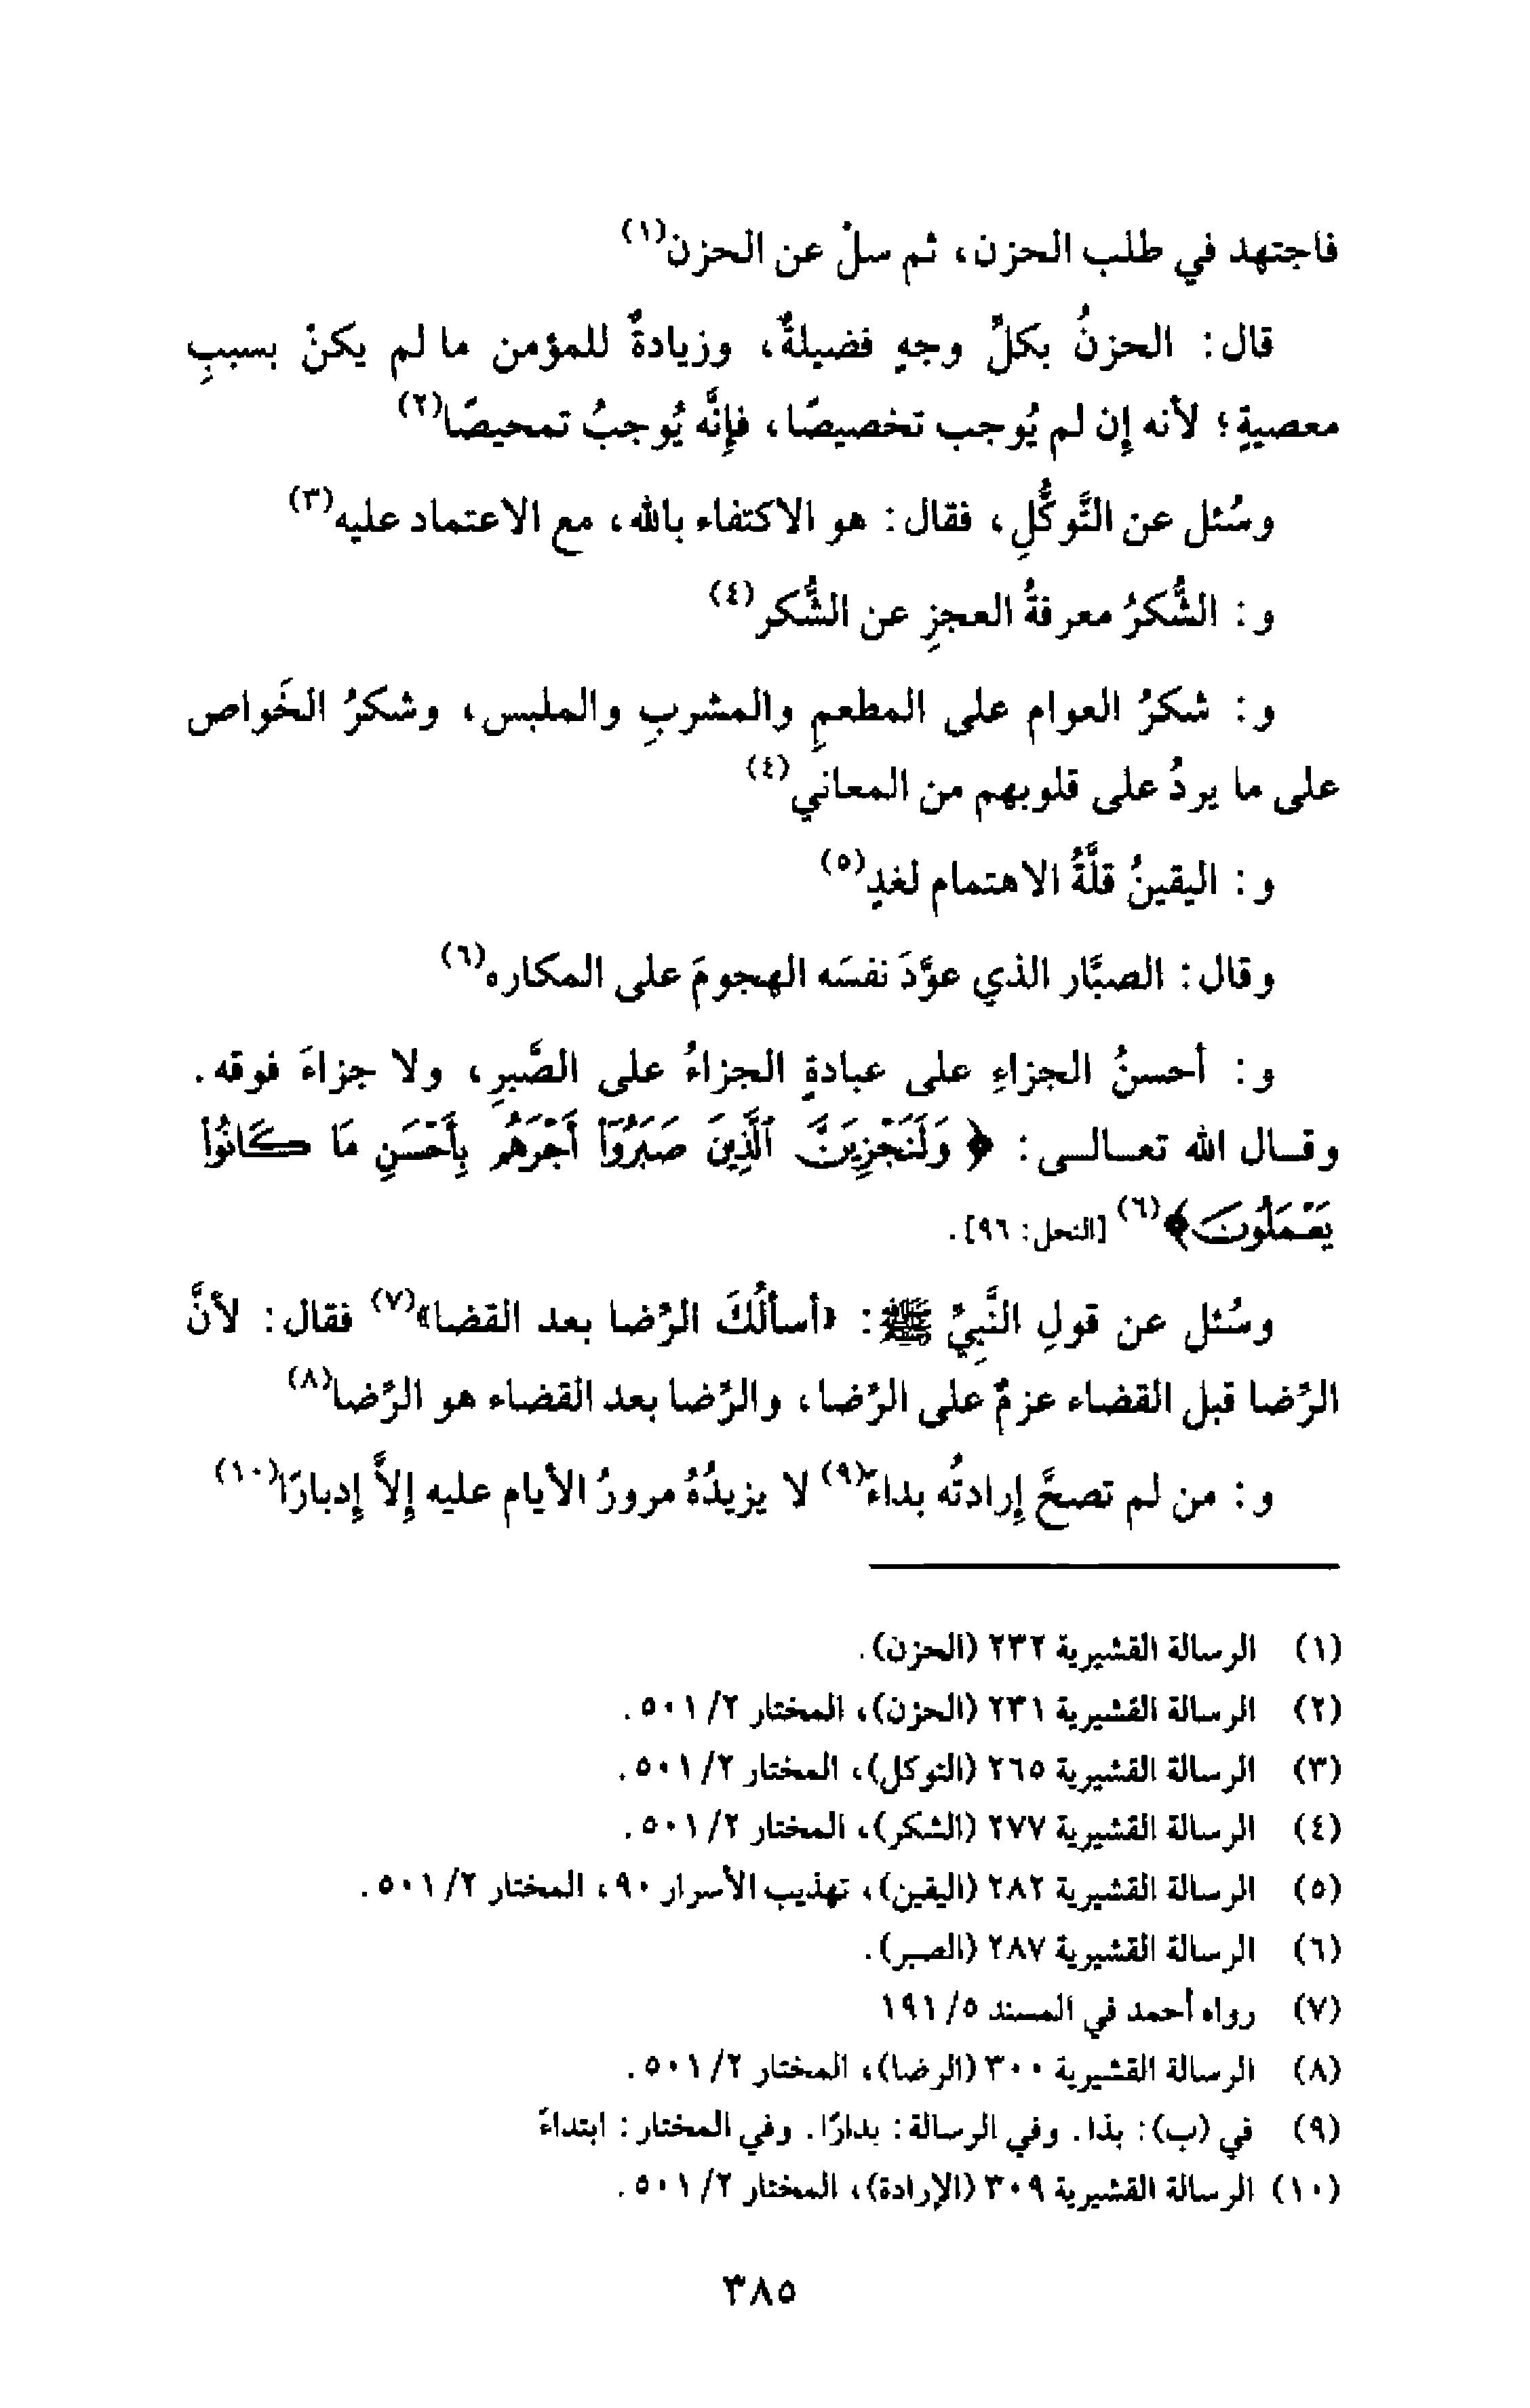 فاجتهد في طلب الحزن، ثم سلْ عن الحزن(١)
قال: الحزنُ بكلِّ وجهٍ فضيلةٌ، وزيادةٌ للمؤمن ما لم يكنْ بسببِ
معصيةٍ؛ لأنه إن لم يُوجب تخصيصًا، فإنَّه يُوجبُ تمحيصًا(٢)
وسُئل عن التَّوكُّلِ، فقال: هو الاكتفاء بالله، مع الاعتماد عليه(٣)
و: الشُّكرُ معرفةُ العجزِ عن الشُّكر(٤)
و: شكرُ العوام على المطعمِ والمشربِ والملبس، وشكرُ الخَواص
على ما يردُ على قلوبهم من المعاني(٤)
و: اليقينُ قلَّةُ الاهتمام لغدٍ(٥)
وقال: الصبَّار الذي عوَّدَ نفسَه الهجومَ على المكاره(٦)
و: أحسنُ الجزاءِ على عبادةٍ الجزاءُ على الصَّبرِ، ولا جزاءَ فوقه.
وقال الله تعالى: ﴿ وَلَنَجْزِيَنَّ ٱلَّذِينَ صَبَرُوٓا۟ أَجْرَهُم بِأَحْسَنِ مَا كَانُوا۟
يَعْمَلُونَ﴾(٦) [النحل: ٩٦].
وسُئل عن قولِ النَّبيِّ ﷺ: «أسألُكَ الرِّضا بعد القضا»(٧) فقال: لأنَّ
الرِّضا قبل القضاء عزمٌ على الرِّضا، والرِّضا بعد القضاء هو الرِّضا(٨)
و: من لم تصحَّ إرادتُه بداءً(٩) لا يزيدُهُ مرورُ الأيام عليه إلاَّ إدبارًا(١٠)
(١) الرسالة القشيرية ٢٣٢ (الحزن).
(٢) الرسالة القشيرية ٢٣١ (الحزن)، المختار ٢/ ٥٠١.
(٣) الرسالة القشيرية ٢٦٥ (التوكل)، المختار ٢/ ٥٠١.
(٤) الرسالة القشيرية ٢٧٧ (الشكر)، المختار ٢/ ٥٠١.
(٥) الرسالة القشيرية ٢٨٢ (اليقين)، تهذيب الأسرار ٩٠، المختار ٢/ ٥٠١.
(٦) الرسالة القشيرية ٢٨٧ (الصبر).
(٧) رواه أحمد في المسند ٥/ ١٩١
(٨) الرسالة القشيرية ٣٠٠ (الرضا)، المختار ٢/ ٥٠١.
(٩) في (ب): بذا. وفي الرسالة: بدارًا. وفي المختار: ابتداءً
(١٠) الرسالة القشيرية ٣٠٩ (الإرادة)، المختار ٢/ ٥٠١.
٣٨٥